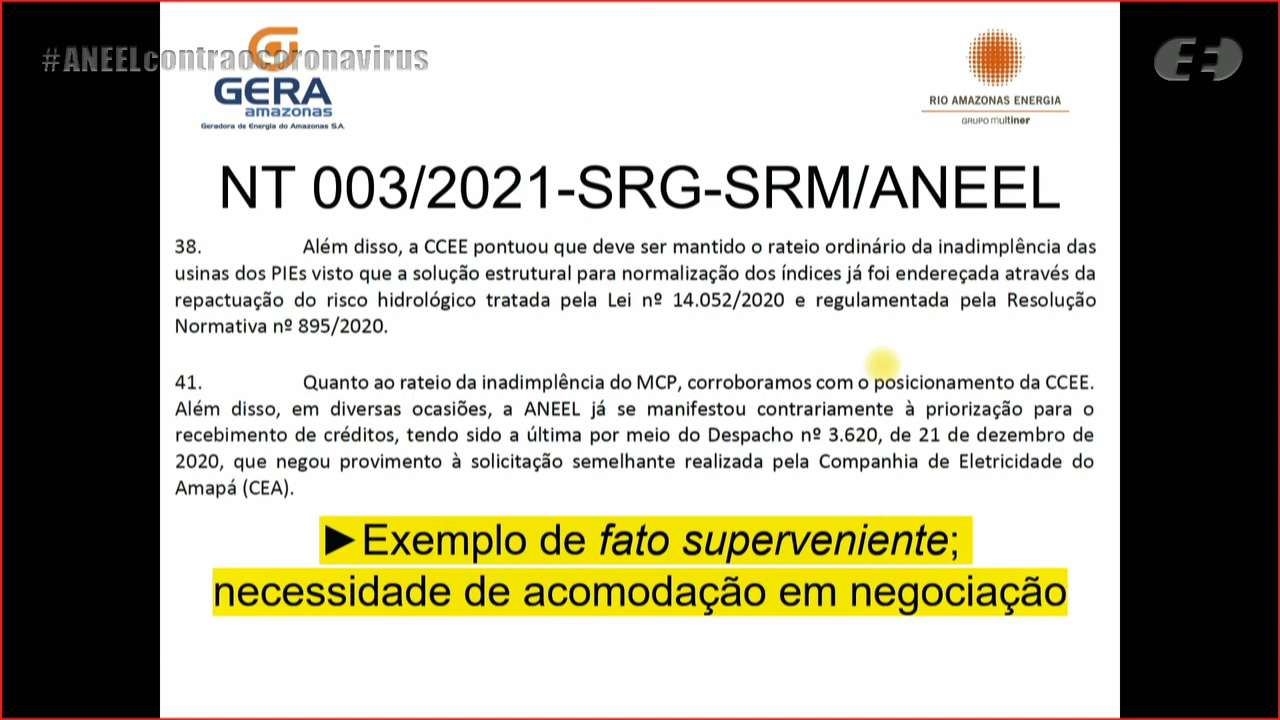 #ANEELcontraocoronavirus
GERA
amazonas
Geradora de Energia do Amazonas S.A.
RIO AMAZONAS ENERGIA
GRUPO multiner
NT 003/2021-SRG-SRM/ANEEL
38. Além disso, a CCEE pontuou que deve ser mantido o rateio ordinário da inadimplência das
usinas dos PIEs visto que a solução estrutural para normalização dos índices já foi endereçada através da
repactuação do risco hidrológico tratada pela Lei nº 14.052/2020 e regulamentada pela Resolução
Normativa nº 895/2020.
41. Quanto ao rateio da inadimplência do MCP, corroboramos com o posicionamento da CCEE.
Além disso, em diversas ocasiões, a ANEEL já se manifestou contrariamente à priorização para o
recebimento de créditos, tendo sido a última por meio do Despacho nº 3.620, de 21 de dezembro de
2020, que negou provimento à solicitação semelhante realizada pela Companhia de Eletricidade do
Amapá (CEA).
►Exemplo de fato superveniente;
necessidade de acomodação em negociação